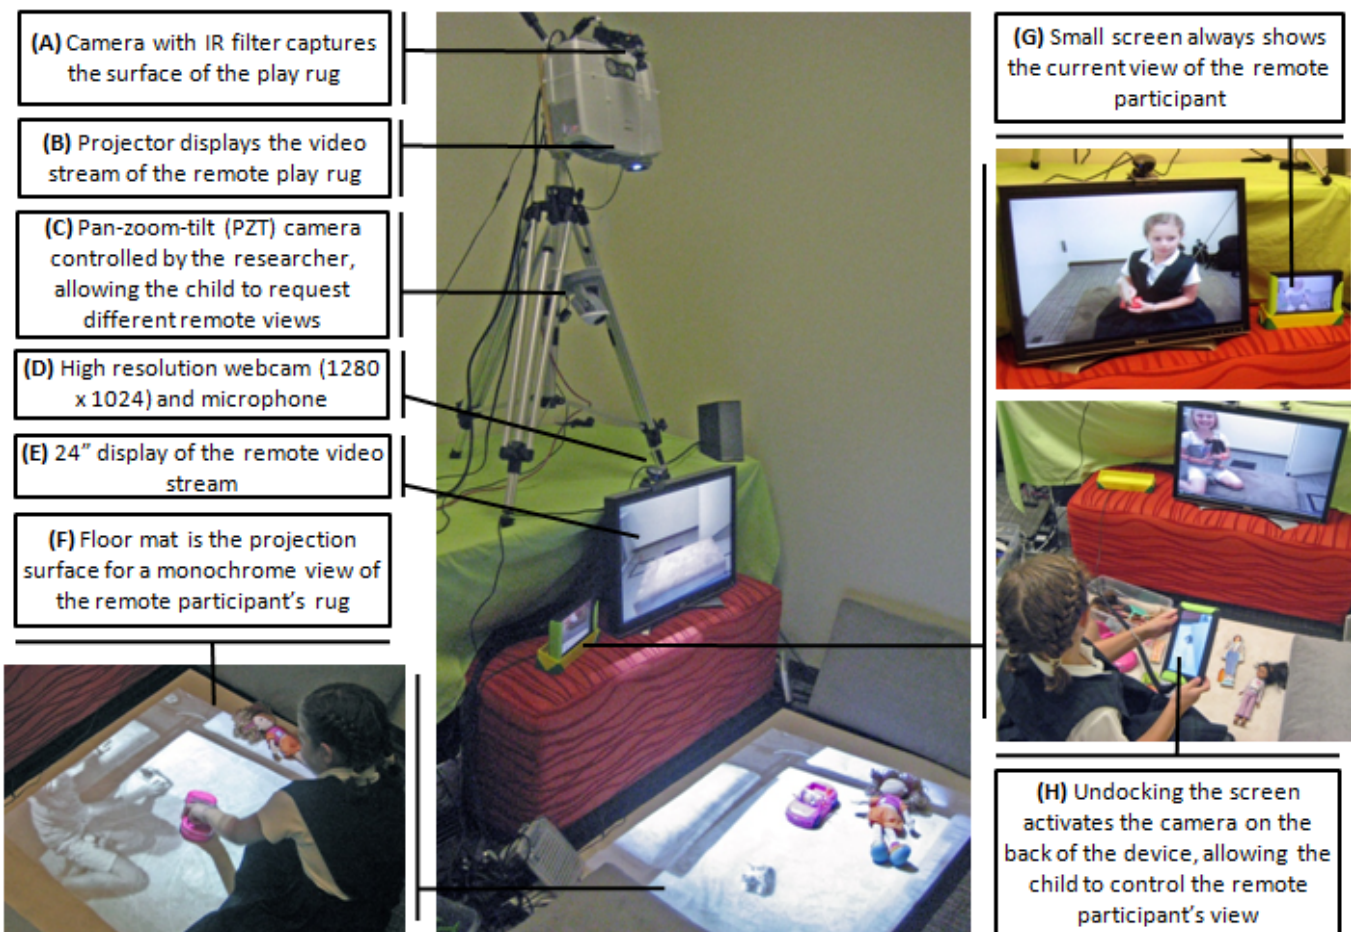 (A) Camera with IR filter captures
the surface of the play rug
(B) Projector displays the video
stream of the remote play rug
(C) Pan-zoom-tilt (PZT) camera
controlled by the researcher,
allowing the child to request
different remote views
(D) High resolution webcam (1280
x 1024) and microphone
(E) 24” display of the remote video
stream
(F) Floor mat is the projection
surface for a monochrome view of
the remote participant’s rug
(G) Small screen always shows
the current view of the remote
participant
(H) Undocking the screen
activates the camera on the
back of the device, allowing the
child to control the remote
participant’s view